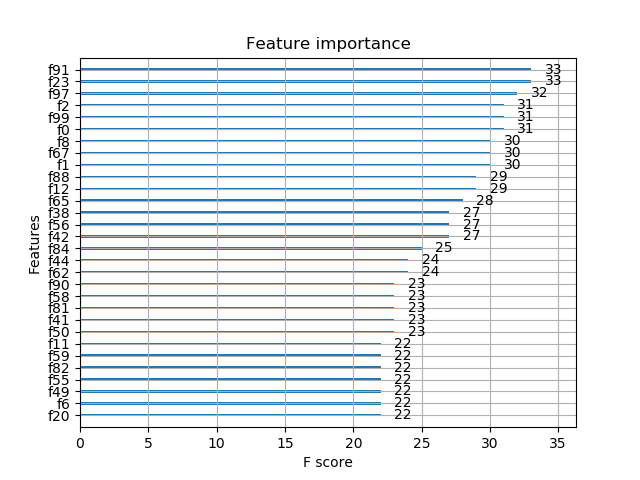 Feature importance
f91 33
f23 33
f97 32
f2 31
f99 31
f0 31
f8 30
f67 30
f1 30
f88 29
f12 29
f65 28
f38 27
f56 27
f42 27
f84 25
f44 24
f62 24
f90 23
f58 23
f81 23
f41 23
f50 23
f11 22
f59 22
f82 22
f55 22
f49 22
f6 22
f20 22
Features
0 5 10 15 20 25 30 35
F score